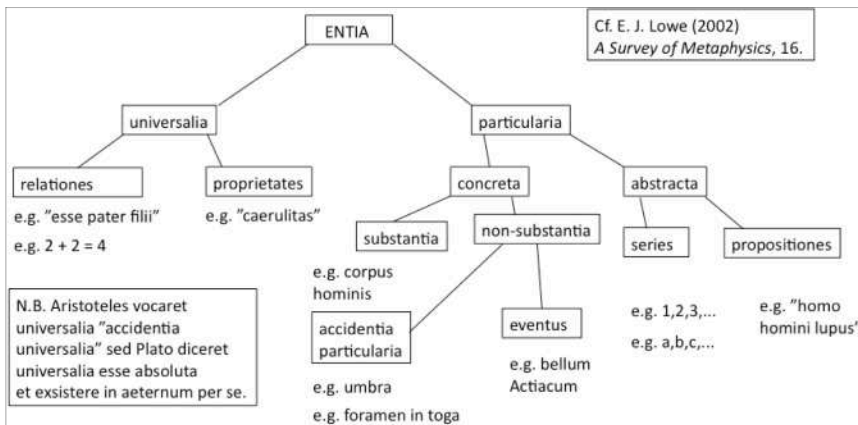 ENTIA
Cf. E. J. Lowe (2002)
A Survey of Metaphysics, 16.
universalia
particularia
relationes
proprietates
concreta
abstracta
e.g. "esse pater filii"
e.g. 2 + 2 = 4
e.g. "caerulitas"
substantia
non-substantia
series
propositiones
e.g. corpus
hominis
N.B. Aristoteles vocaret
universalia "accidentia
universalia" sed Plato diceret
universalia esse absoluta
et exsistere in aeternum per se.
accidentia
particularia
eventus
e.g. 1,2,3,...
e.g. a,b,c,...
e.g. "homo
homini lupus"
e.g. umbra
e.g. foramen in toga
e.g. bellum
Actiacum